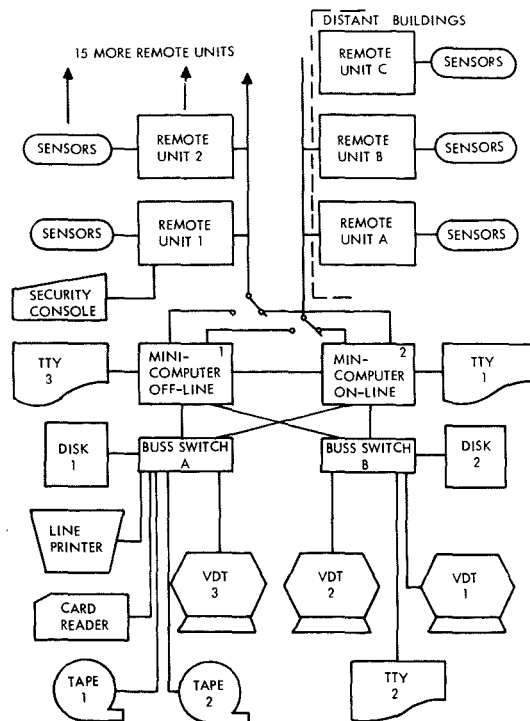 DISTANT BUILDINGS
15 MORE REMOTE UNITS
REMOTE
UNIT C
SENSORS
SENSORS
REMOTE
UNIT 2
REMOTE
UNIT B
SENSORS
SENSORS
REMOTE
UNIT 1
REMOTE
UNIT A
SENSORS
SECURITY
CONSOLE
TTY
3
1
MINI-
COMPUTER
OFF-LINE
2
MIN-
COMPUTER
ON-LINE
TTY
1
DISK
1
BUSS SWITCH
A
BUSS SWITCH
B
DISK
2
LINE
PRINTER
VDT
3
VDT
2
VDT
1
CARD
READER
TAPE
1
TAPE
2
TTY
2